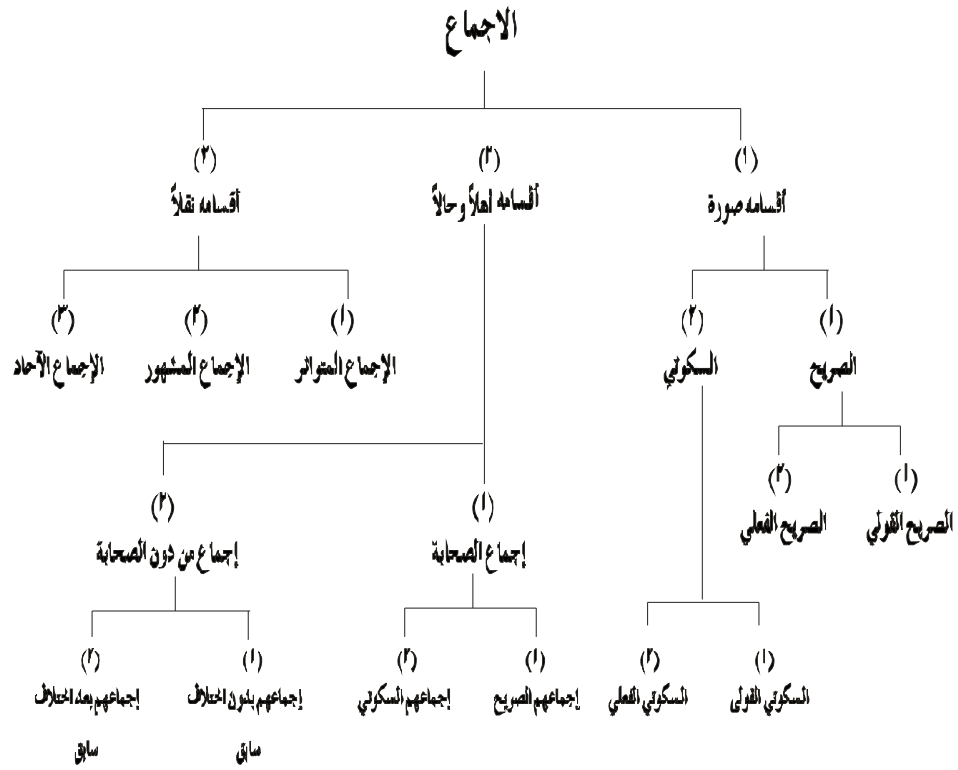 الاجماع
(١) (٢) (٣)
أقسامه صورة أقسامه اهلاً وحالاً أقسامه نقلاً
(١) (٢) (١) (٢) (٣)
الصريح السكوتي الإجماع المتواتر الإجماع المشهور الإجماع الآحاد
(١) (٢)
الصريح القولي الصريح الفعلي
(١) (٢)
إجماع الصحابة إجماع من دون الصحابة
(١) (٢) (١) (٢) (١) (٢)
السكوتي القولى السكوتي الفعلي إجماعهم الصريح إجماعهم السكوتي إجماعهم بدون اختلاف إجماعهم بعد اختلاف
سابق سابق